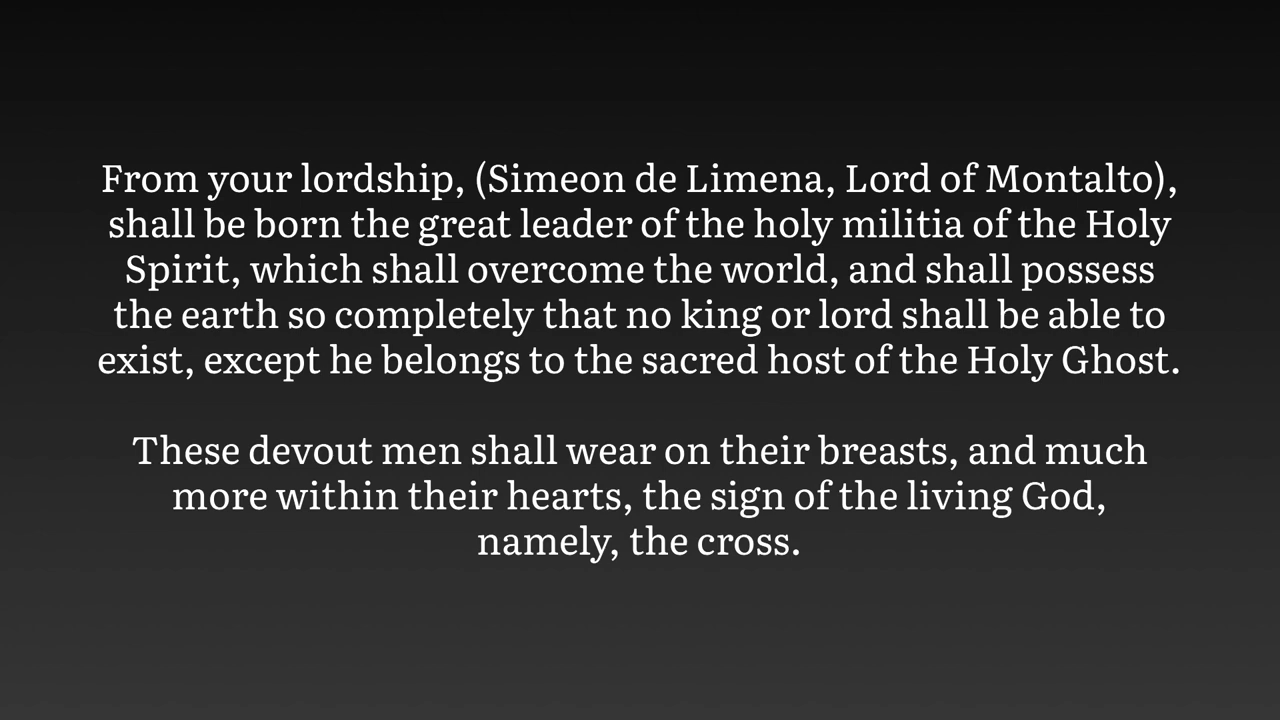 From your lordship, (Simeon de Limena, Lord of Montalto),
shall be born the great leader of the holy militia of the Holy
Spirit, which shall overcome the world, and shall possess
the earth so completely that no king or lord shall be able to
exist, except he belongs to the sacred host of the Holy Ghost.
These devout men shall wear on their breasts, and much
more within their hearts, the sign of the living God,
namely, the cross.